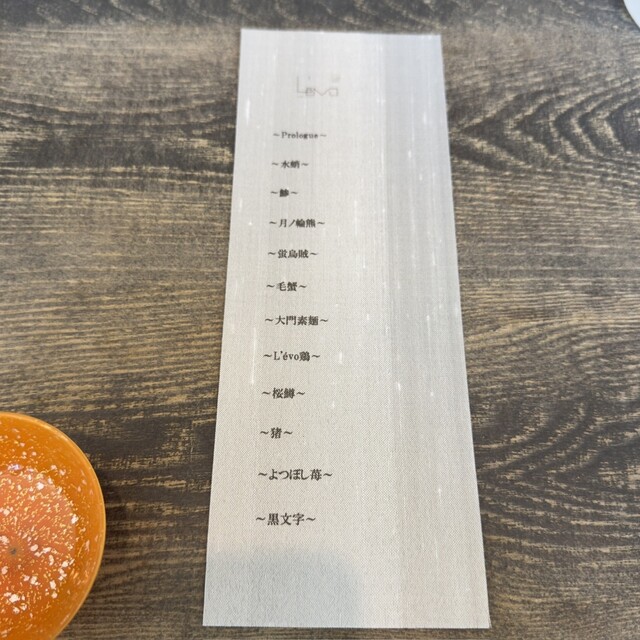 L'évo
~Prologue~
~水蛸~
~鯵~
~月ノ輪熊~
~蛍烏賊~
~毛蟹~
~大門素麺~
~L'évo鶏~
~桜鱒~
~猪~
~よつぼし苺~
~黒文字~